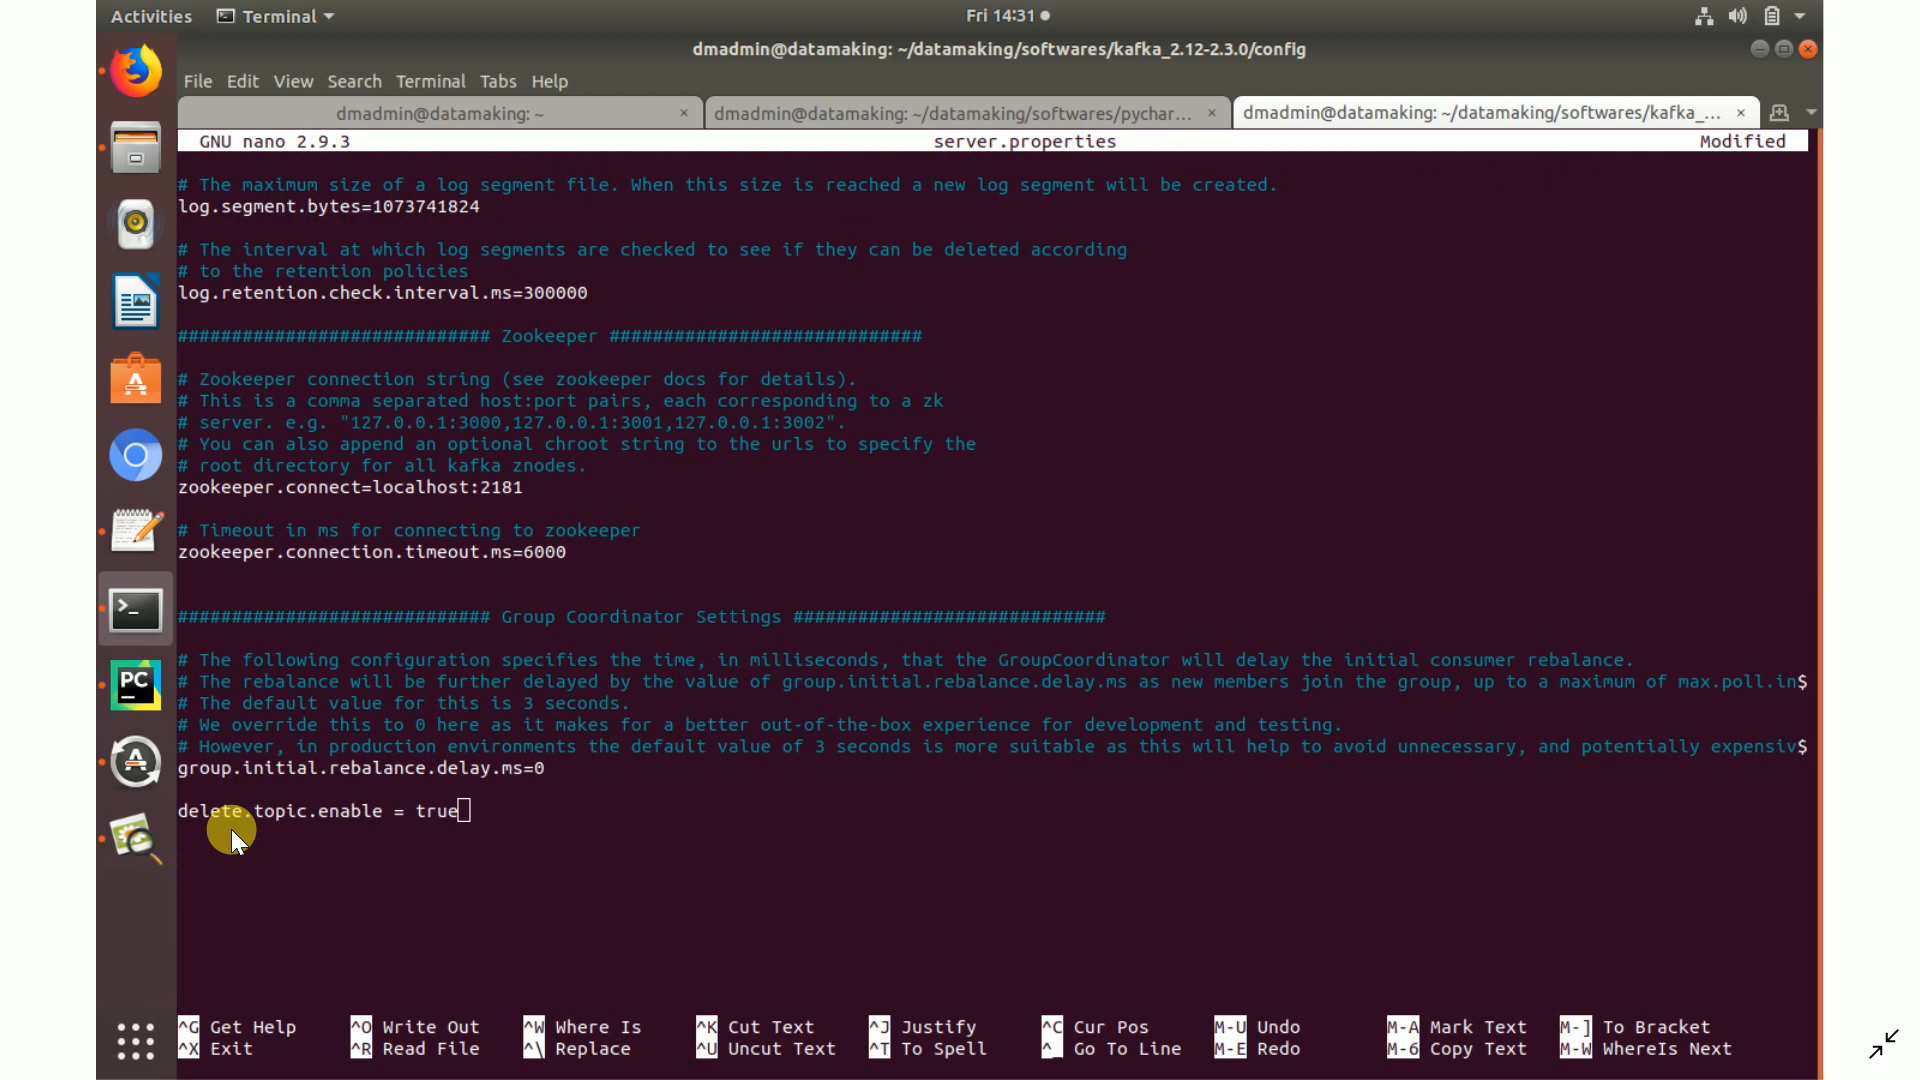 Activities Terminal Fri 14:31
dmadmin@datamaking: ~/datamaking/softwares/kafka_2.12-2.3.0/config
File Edit View Search Terminal Tabs Help
dmadmin@datamaking: ~ × dmadmin@datamaking: ~/datamaking/softwares/pychar... × dmadmin@datamaking: ~/datamaking/softwares/kafka_... ×
GNU nano 2.9.3 server.properties Modified
# The maximum size of a log segment file. When this size is reached a new log segment will be created.
log.segment.bytes=1073741824
# The interval at which log segments are checked to see if they can be deleted according
# to the retention policies
log.retention.check.interval.ms=300000
############################# Zookeeper #############################
# Zookeeper connection string (see zookeeper docs for details).
# This is a comma separated host:port pairs, each corresponding to a zk
# server. e.g. "127.0.0.1:3000,127.0.0.1:3001,127.0.0.1:3002".
# You can also append an optional chroot string to the urls to specify the
# root directory for all kafka znodes.
zookeeper.connect=localhost:2181
# Timeout in ms for connecting to zookeeper
zookeeper.connection.timeout.ms=6000
############################# Group Coordinator Settings #############################
# The following configuration specifies the time, in milliseconds, that the GroupCoordinator will delay the initial consumer rebalance.
# The rebalance will be further delayed by the value of group.initial.rebalance.delay.ms as new members join the group, up to a maximum of max.poll.in$
# The default value for this is 3 seconds.
# We override this to 0 here as it makes for a better out-of-the-box experience for development and testing.
# However, in production environments the default value of 3 seconds is more suitable as this will help to avoid unnecessary, and potentially expensiv$
group.initial.rebalance.delay.ms=0
delete.topic.enable = true
^G Get Help ^O Write Out ^W Where Is ^K Cut Text ^J Justify ^C Cur Pos M-U Undo M-A Mark Text M-] To Bracket
^X Exit ^R Read File ^\ Replace ^U Uncut Text ^T To Spell ^_ Go To Line M-E Redo M-6 Copy Text M-W WhereIs Next